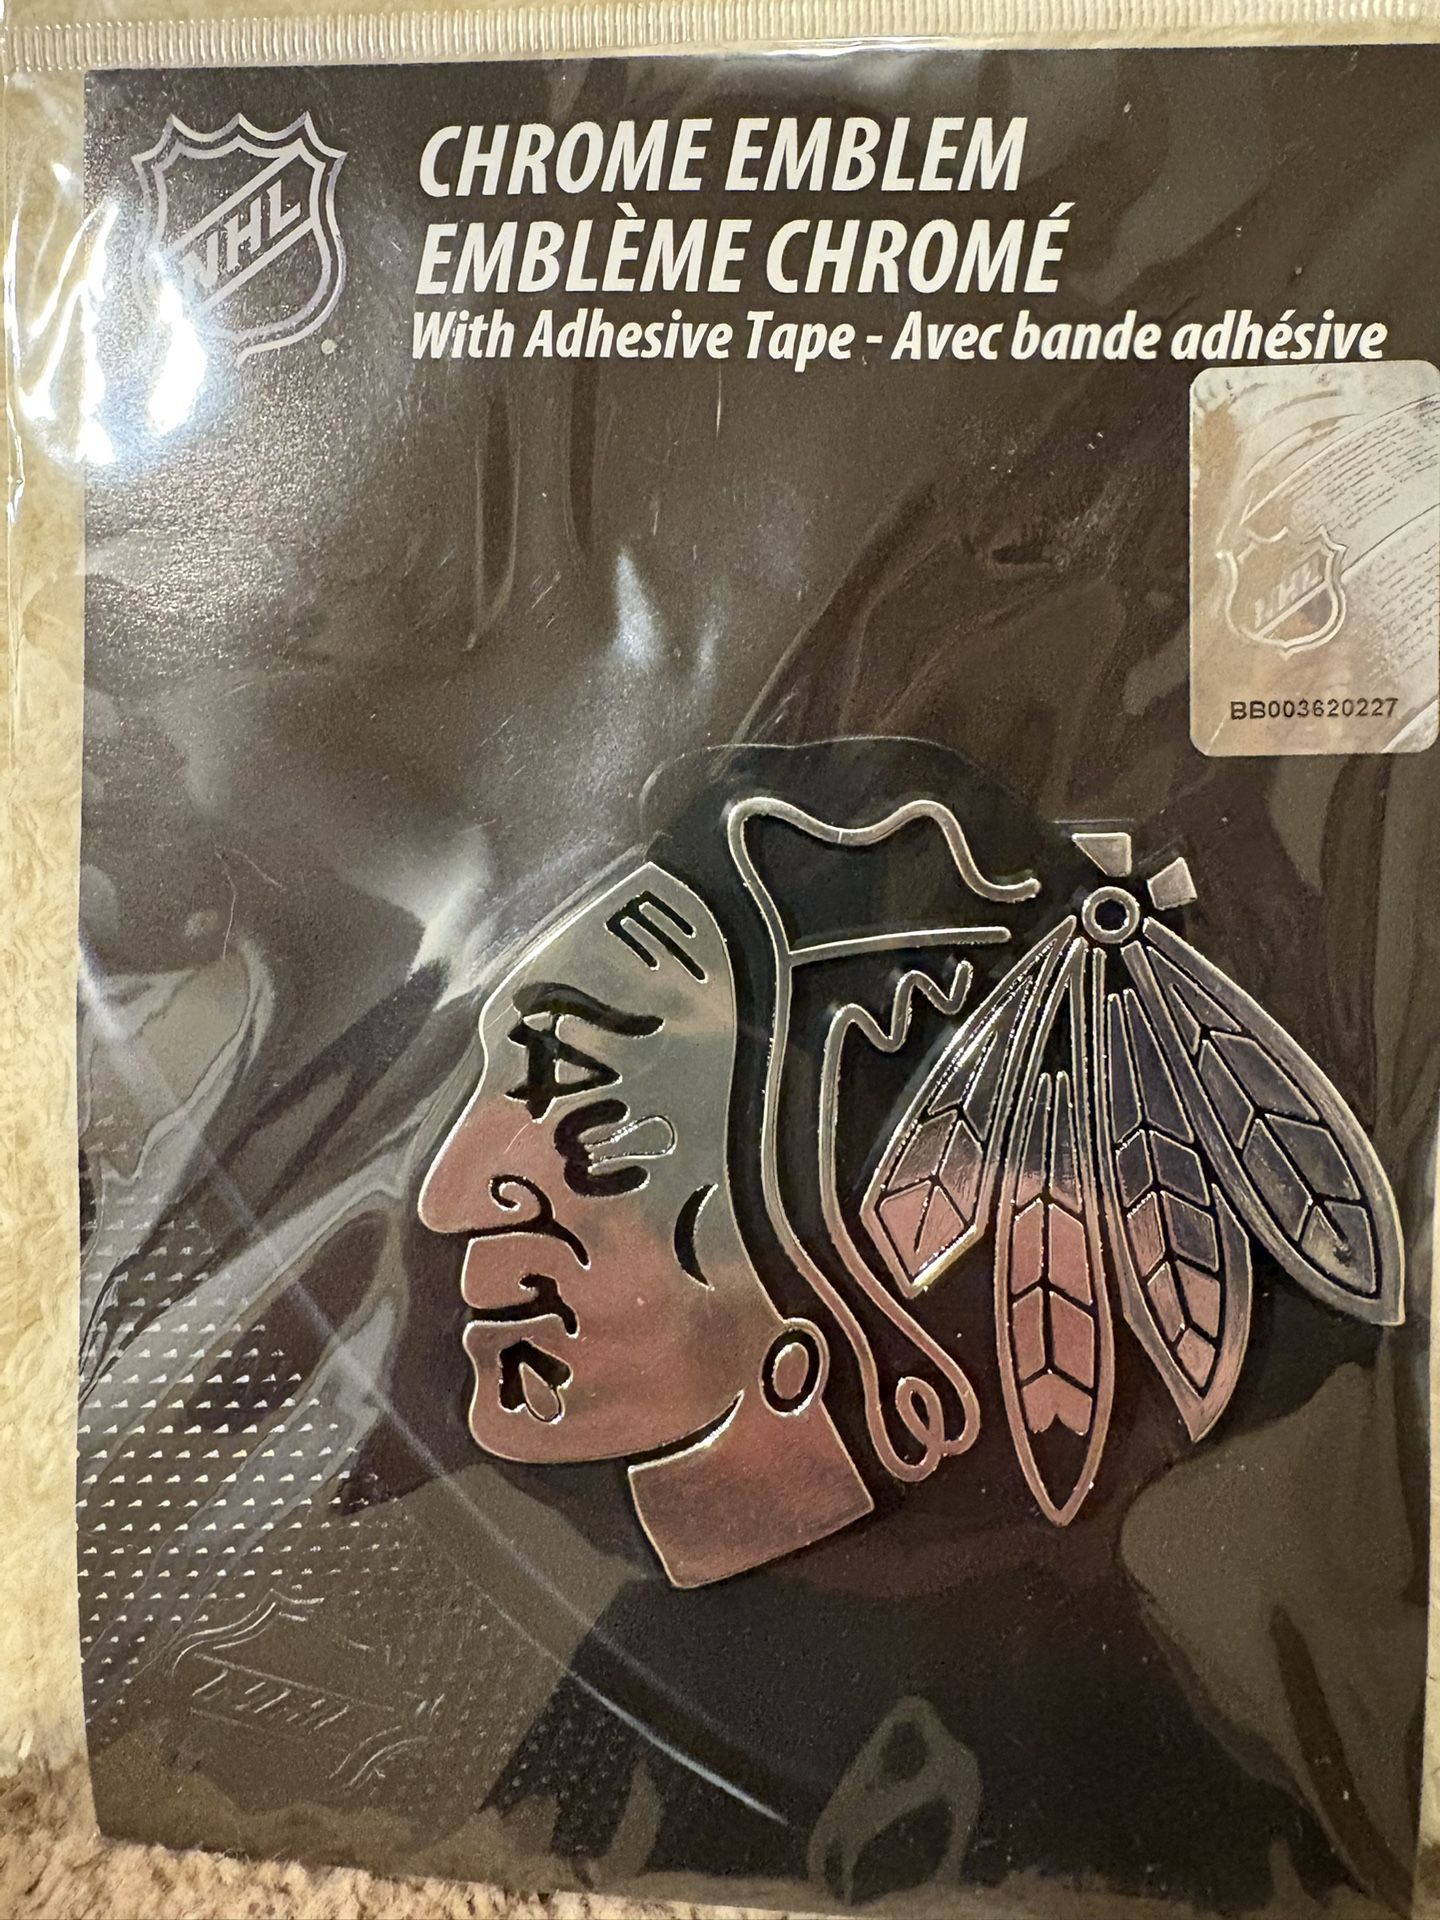 NHL
CHROME EMBLEM
EMBLÈME CHROMÉ
With Adhesive Tape - Avec bande adhésive
NHL
BB003620227